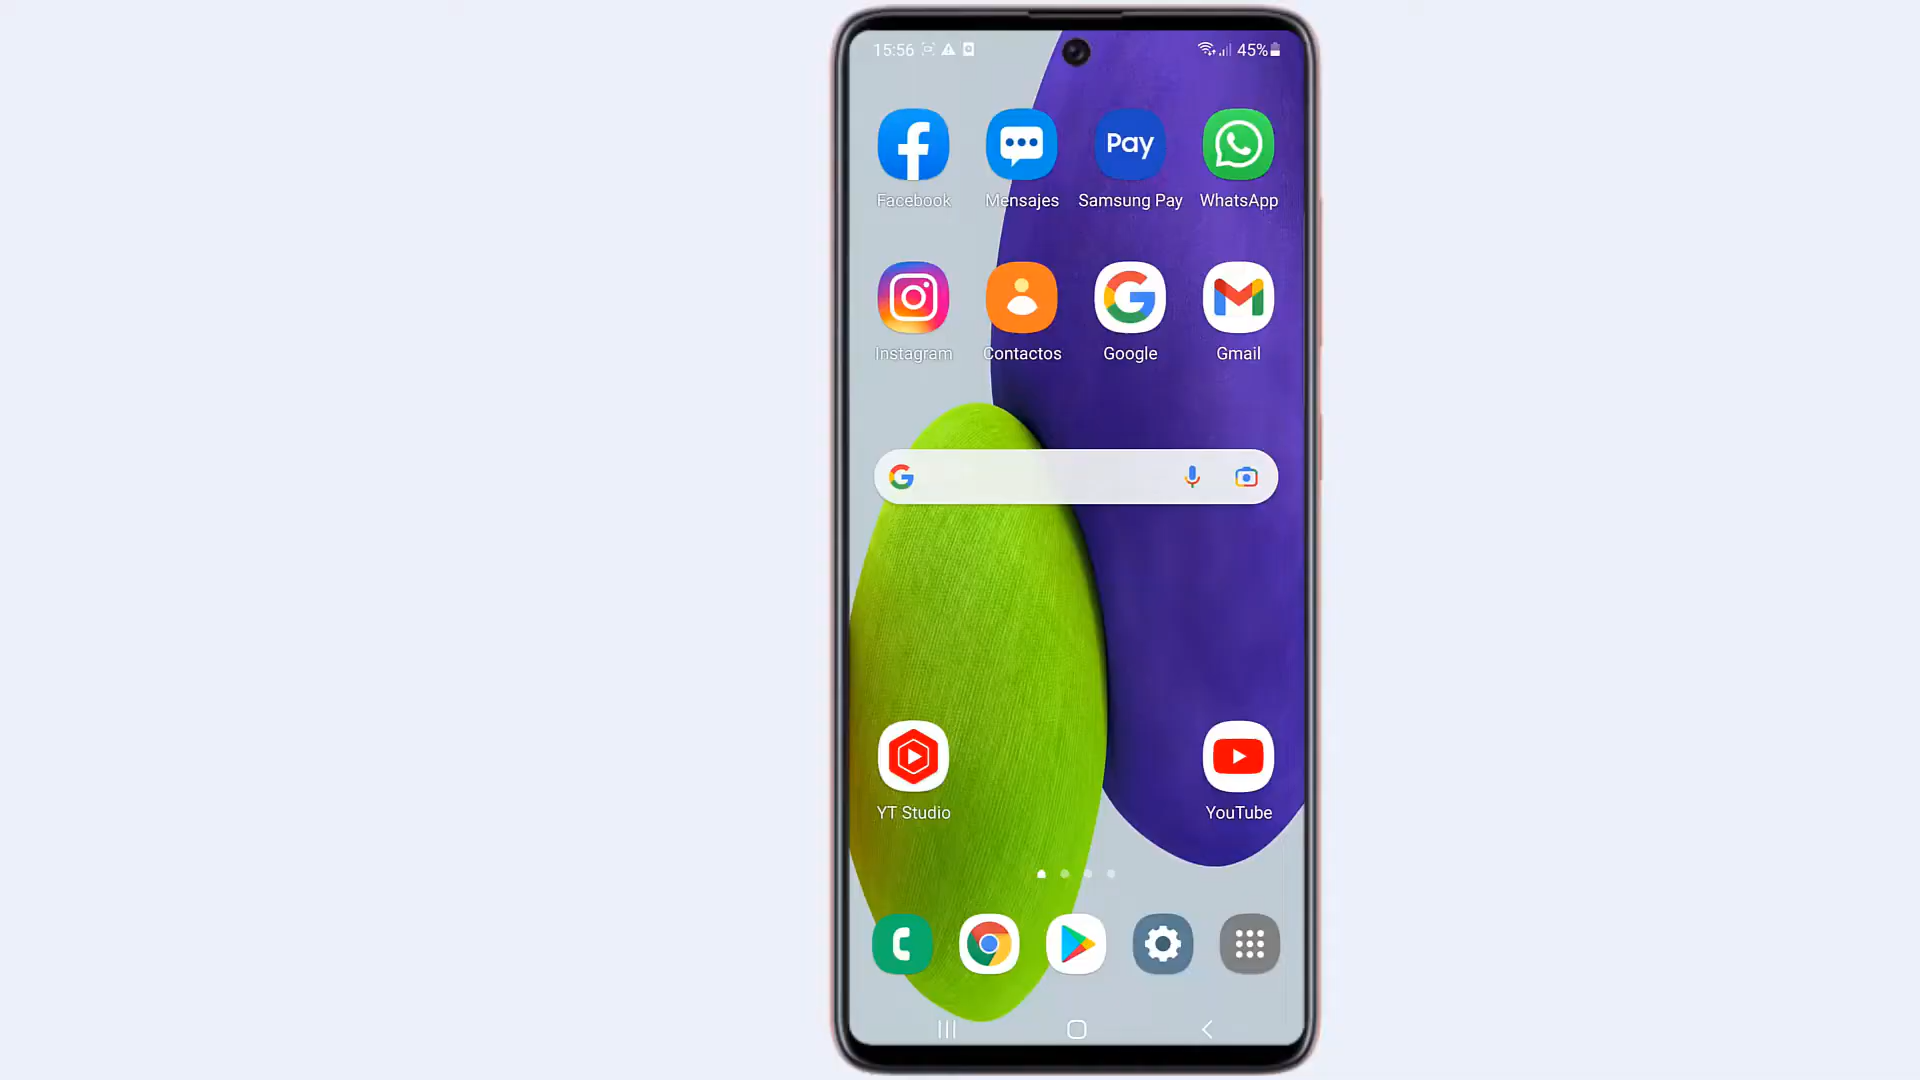 15:56 45%
Facebook Mensajes Samsung Pay WhatsApp
Pay
Instagram Contactos Google Gmail
YT Studio YouTube